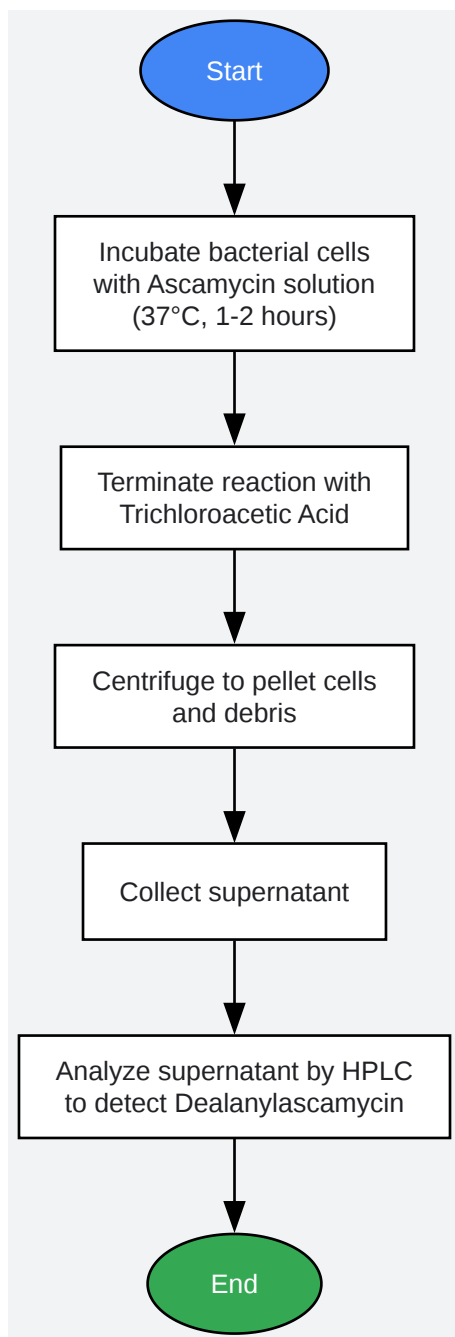 Start
Incubate bacterial cells
with Ascamycin solution
(37°C, 1-2 hours)
Terminate reaction with
Trichloroacetic Acid
Centrifuge to pellet cells
and debris
Collect supernatant
Analyze supernatant by HPLC
to detect Dealanylascamycin
End